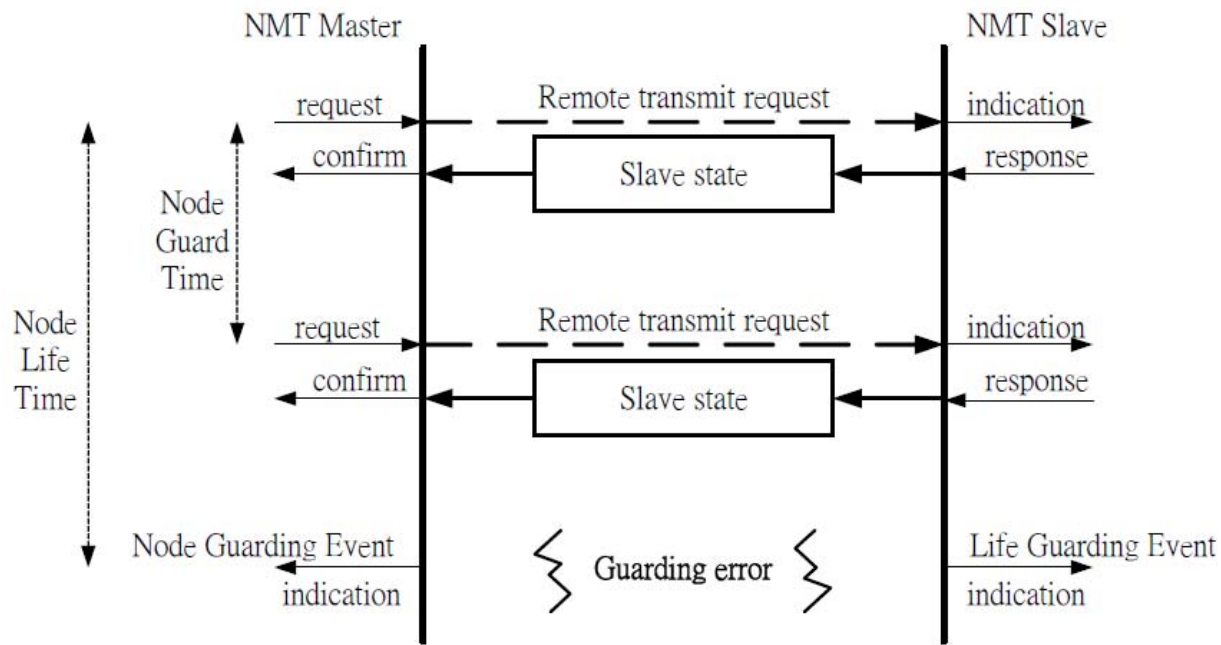 NMT Master
NMT Slave
request
Remote transmit request
indication
confirm
Slave state
response
Node
Guard
Time
Node
Life
Time
request
Remote transmit request
indication
confirm
Slave state
response
Node Guarding Event
Guarding error
Life Guarding Event
indication
indication